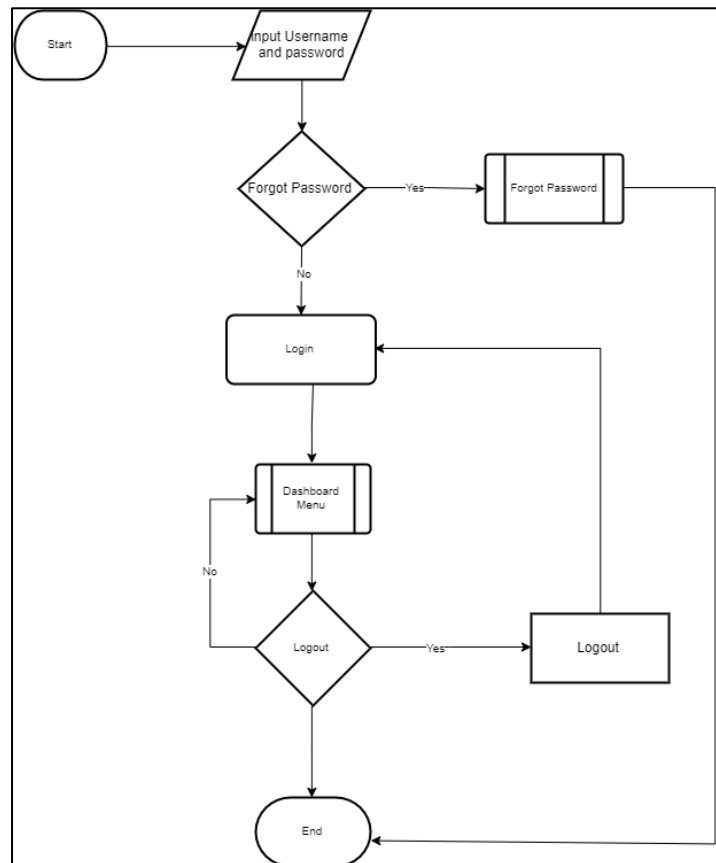 Start
Input Username
and password
Forgot Password
Yes
Forgot Password
No
Login
Dashboard
Menu
No
Logout
Yes
Logout
End